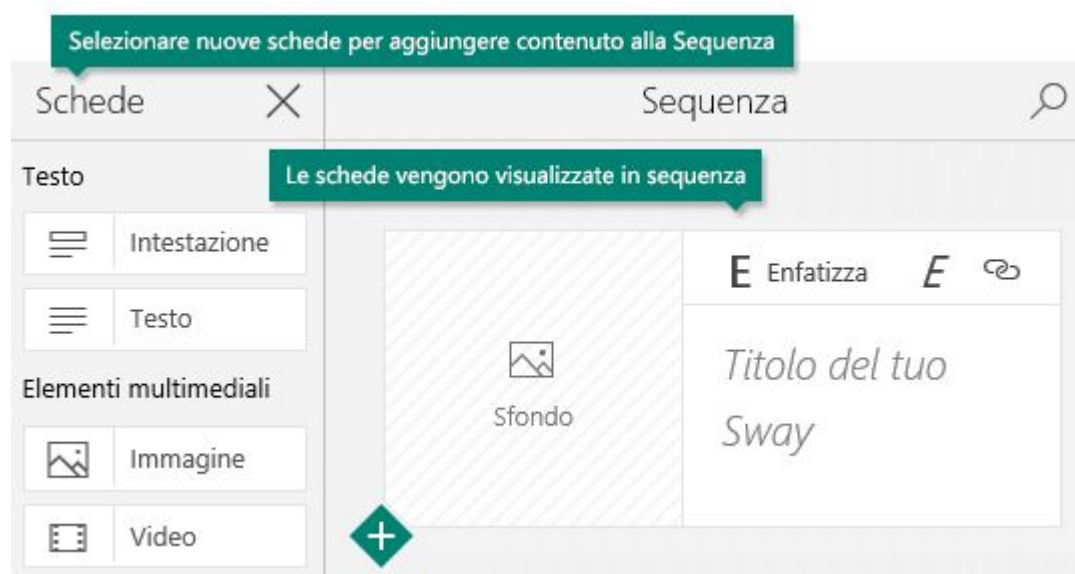 Selezionare nuove schede per aggiungere contenuto alla Sequenza
Schede
Sequenza
Testo
Le schede vengono visualizzate in sequenza
Intestazione
Testo
Elementi multimediali
Immagine
Video
Sfondo
E Enfatizza E
Titolo del tuo
Sway